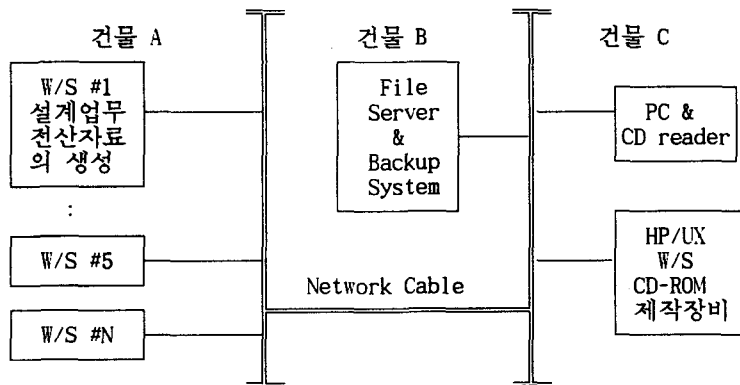 건물 A
건물 B
건물 C
W/S #1
설계업무
전산자료
의 생성
:
W/S #5
W/S #N
File
Server
&
Backup
System
Network Cable
PC &
CD reader
HP/UX
W/S
CD-ROM
제작장비